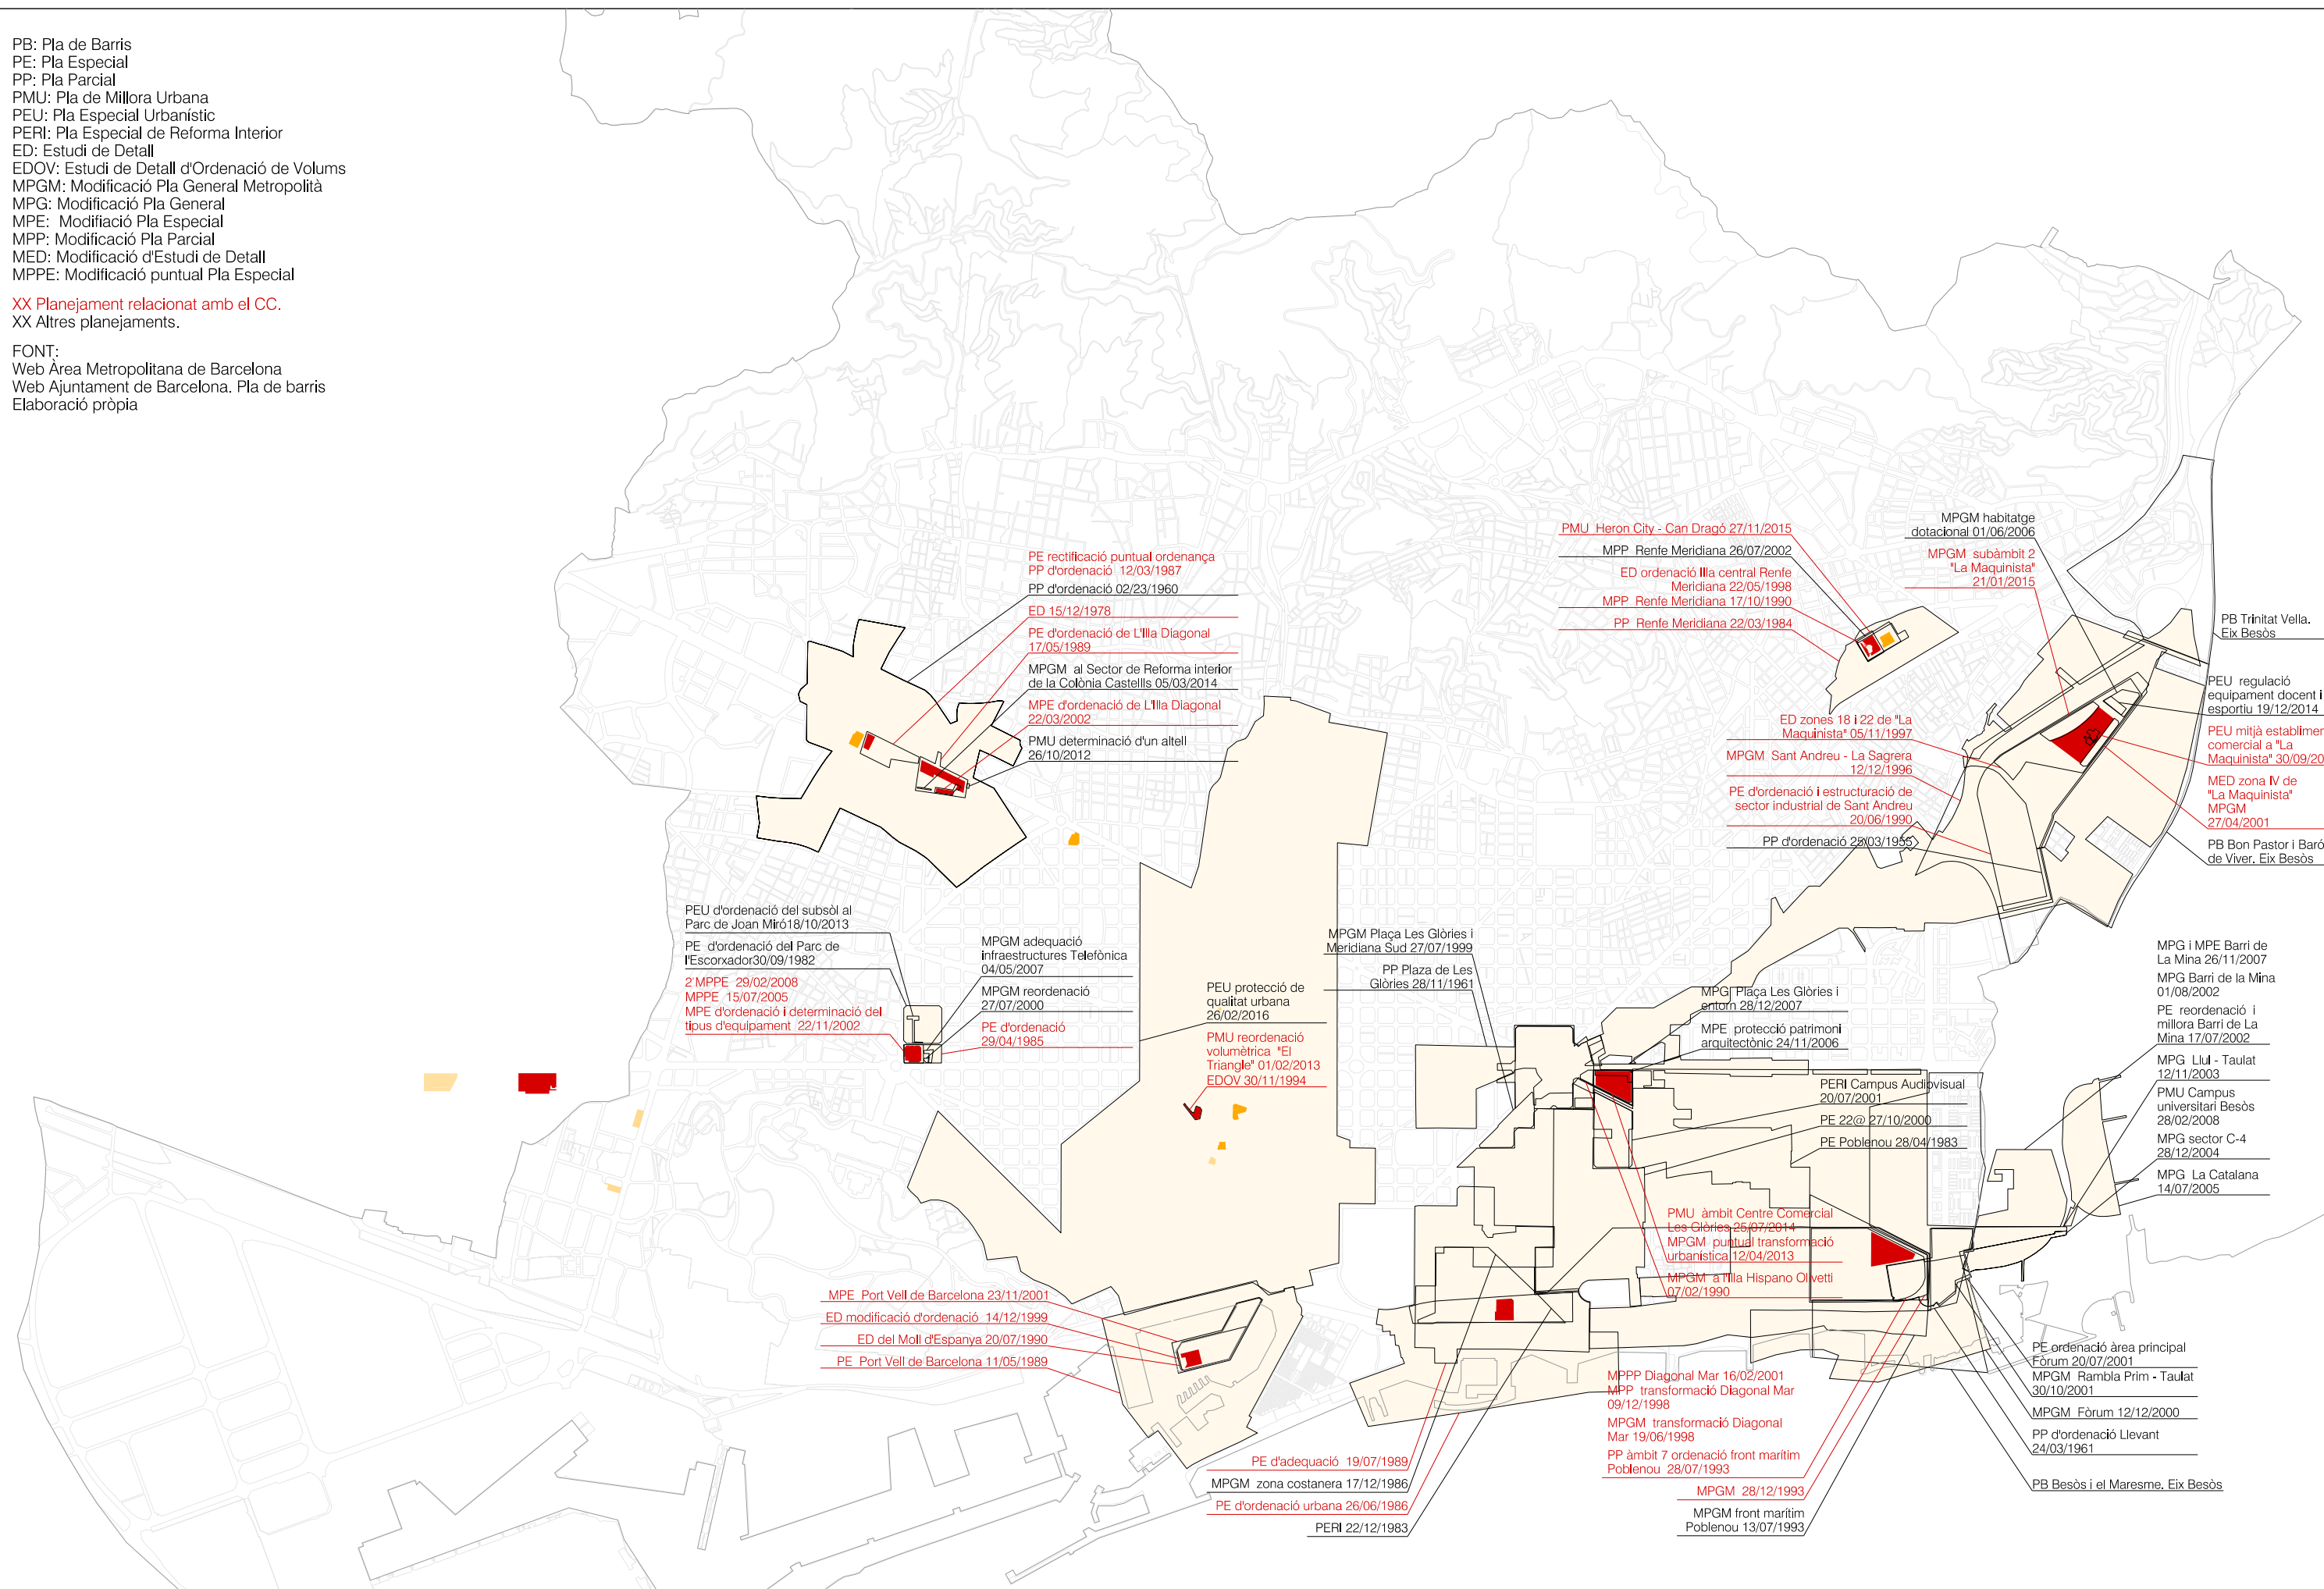 PB: Pla de Barris
PE: Pla Especial
PP: Pla Parcial
PMU: Pla de Millora Urbana
PEU: Pla Especial Urbanístic
PERI: Pla Especial de Reforma Interior
ED: Estudi de Detall
EDOV: Estudi de Detall d'Ordenació de Volums
MPGM: Modificació Pla General Metropolità
MPG: Modificació Pla General
MPE: Modifiació Pla Especial
MPP: Modificació Pla Parcial
MED: Modificació d'Estudi de Detall
MPPE: Modificació puntual Pla Especial
XX Planejament relacionat amb el CC.
XX Altres planejaments.
FONT:
Web Àrea Metropolitana de Barcelona
Web Ajuntament de Barcelona. Pla de barris
Elaboració pròpia
PE rectificació puntual ordenança
PP d'ordenació 12/03/1987
PP d'ordenació 02/23/1960
ED 15/12/1978
PE d'ordenació de L'Illa Diagonal
17/05/1989
MPGM al Sector de Reforma interior
de la Colònia Castellls 05/03/2014
MPE d'ordenació de L'Illa Diagonal
22/03/2002
PMU determinació d'un altell
26/10/2012
PMU Heron City - Can Dragó 27/11/2015
MPP Renfe Meridiana 26/07/2002
ED ordenació Illa central Renfe
Meridiana 22/05/1998
MPP Renfe Meridiana 17/10/1990
PP Renfe Meridiana 22/03/1984
MPGM habitatge
dotacional 01/06/2006
MPGM subàmbit 2
"La Maquinista"
21/01/2015
PB Trinitat Vella.
Eix Besòs
PEU regulació
equipament docent i
esportiu 19/12/2014
PEU mitjà establimen
comercial a "La
Maquinista" 30/09/20
MED zona IV de
"La Maquinista"
MPGM
27/04/2001
PB Bon Pastor i Baró
de Viver. Eix Besòs
ED zones 18 i 22 de "La
Maquinista" 05/11/1997
MPGM Sant Andreu - La Sagrera
12/12/1996
PE d'ordenació i estructuració de
sector industrial de Sant Andreu
20/06/1990
PP d'ordenació 25/03/1955
PEU d'ordenació del subsòl al
Parc de Joan Miró18/10/2013
PE d'ordenació del Parc de
l'Escorxador30/09/1982
2ª MPPE 29/02/2008
MPPE 15/07/2005
MPE d'ordenació i determinació del
tipus d'equipament 22/11/2002
MPGM adequació
infraestructures Telefònica
04/05/2007
MPGM reordenació
27/07/2000
PE d'ordenació
29/04/1985
PEU protecció de
qualitat urbana
26/02/2016
PMU reordenació
volumètrica "El
Triangle" 01/02/2013
EDOV 30/11/1994
MPGM Plaça Les Glòries i
Meridiana Sud 27/07/1999
PP Plaza de Les
Glòries 28/11/1961
MPG Plaça Les Glòries i
entorn 28/12/2007
MPE protecció patrimoni
arquitectònic 24/11/2006
PERI Campus Audiovisual
20/07/2001
PE 22@ 27/10/2000
PE Poblenou 28/04/1983
PMU àmbit Centre Comercial
Les Glòries 25/07/2014
MPGM puntual transformació
urbanística 12/04/2013
MPGM a l'Illa Hispano Olivetti
07/02/1990
MPG i MPE Barri de
La Mina 26/11/2007
MPG Barri de la Mina
01/08/2002
PE reordenació i
millora Barri de La
Mina 17/07/2002
MPG Llul - Taulat
12/11/2003
PMU Campus
universitari Besòs
28/02/2008
MPG sector C-4
28/12/2004
MPG La Catalana
14/07/2005
MPE Port Vell de Barcelona 23/11/2001
ED modificació d'ordenació 14/12/1999
ED del Moll d'Espanya 20/07/1990
PE Port Vell de Barcelona 11/05/1989
PE d'adequació 19/07/1989
MPGM zona costanera 17/12/1986
PE d'ordenació urbana 26/06/1986
PERI 22/12/1983
MPPP Diagonal Mar 16/02/2001
MPP transformació Diagonal Mar
09/12/1998
MPGM transformació Diagonal
Mar 19/06/1998
PP àmbit 7 ordenació front marítim
Poblenou 28/07/1993
MPGM 28/12/1993
MPGM front marítim
Poblenou 13/07/1993
PE ordenació àrea principal
Fòrum 20/07/2001
MPGM Rambla Prim - Taulat
30/10/2001
MPGM Fòrum 12/12/2000
PP d'ordenació Llevant
24/03/1961
PB Besòs i el Maresme. Eix Besòs